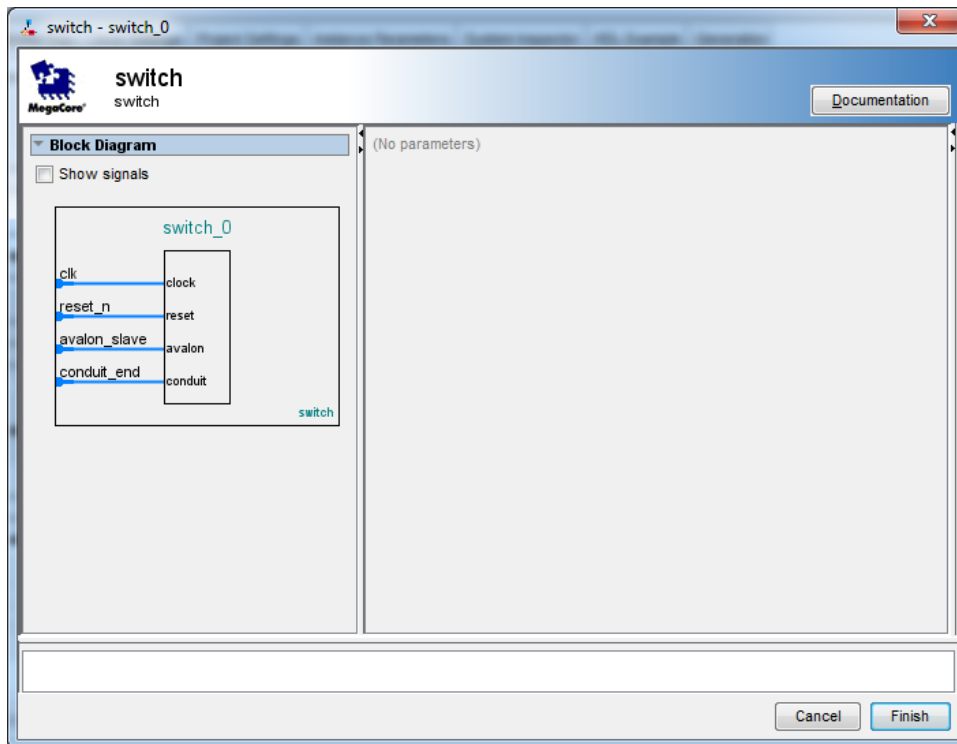 switch - switch_0
switch
switch
MegaCore®
Documentation
Block Diagram
(No parameters)
Show signals
switch_0
clk
clock
reset_n
reset
avalon_slave
avalon
conduit_end
conduit
switch
Cancel
Finish